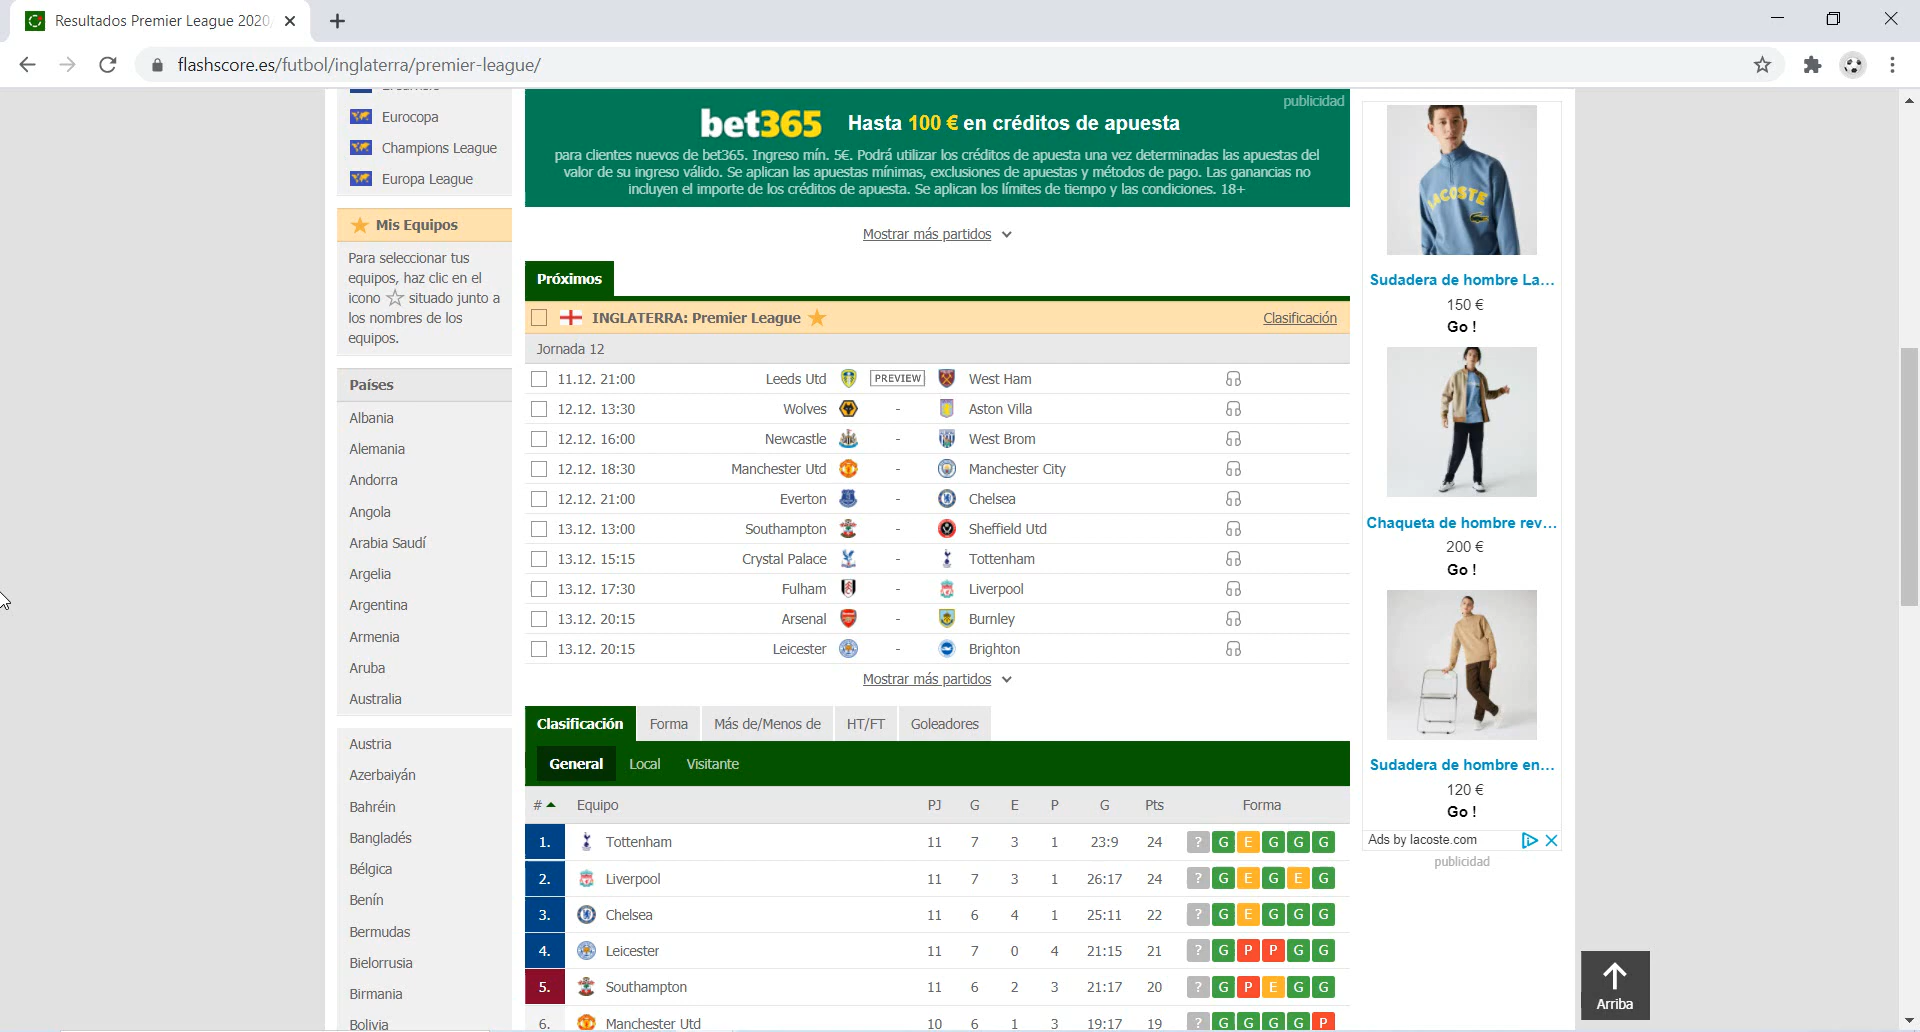 Resultados Premier League 2020
flashscore.es/futbol/inglaterra/premier-league/
Eurocopa
Champions League
Europa League
Mis Equipos
Para seleccionar tus
equipos, haz clic en el
icono ☆ situado junto a
los nombres de los
equipos.
Países
Albania
Alemania
Andorra
Angola
Arabia Saudí
Argelia
Argentina
Armenia
Aruba
Australia
Austria
Azerbaiyán
Bahréin
Bangladés
Bélgica
Benín
Bermudas
Bielorrusia
Birmania
Bolivia
publicidad
bet365 Hasta 100 € en créditos de apuesta
para clientes nuevos de bet365. Ingreso mín. 5€. Podrá utilizar los créditos de apuesta una vez determinadas las apuestas del
valor de su ingreso válido. Se aplican las apuestas mínimas, exclusiones de apuestas y métodos de pago. Las ganancias no
incluyen el importe de los créditos de apuesta. Se aplican los límites de tiempo y las condiciones. 18+
Mostrar más partidos
Próximos
INGLATERRA: Premier League Clasificación
Jornada 12
11.12. 21:00 Leeds Utd PREVIEW West Ham
12.12. 13:30 Wolves - Aston Villa
12.12. 16:00 Newcastle - West Brom
12.12. 18:30 Manchester Utd - Manchester City
12.12. 21:00 Everton - Chelsea
13.12. 13:00 Southampton - Sheffield Utd
13.12. 15:15 Crystal Palace - Tottenham
13.12. 17:30 Fulham - Liverpool
13.12. 20:15 Arsenal - Burnley
13.12. 20:15 Leicester - Brighton
Mostrar más partidos
Clasificación Forma Más de/Menos de HT/FT Goleadores
General Local Visitante
# Equipo PJ G E P G Pts Forma
1. Tottenham 11 7 3 1 23:9 24 ? G E G G G
2. Liverpool 11 7 3 1 26:17 24 ? G E G E G
3. Chelsea 11 6 4 1 25:11 22 ? G E G G G
4. Leicester 11 7 0 4 21:15 21 ? G P P G G
5. Southampton 11 6 2 3 21:17 20 ? G P E G G
6. Manchester Utd 10 6 1 3 19:17 19 ? G G G G P
LACOSTE
Sudadera de hombre La...
150 €
Go !
Chaqueta de hombre rev...
200 €
Go !
Sudadera de hombre en...
120 €
Go !
Ads by lacoste.com
publicidad
Arriba